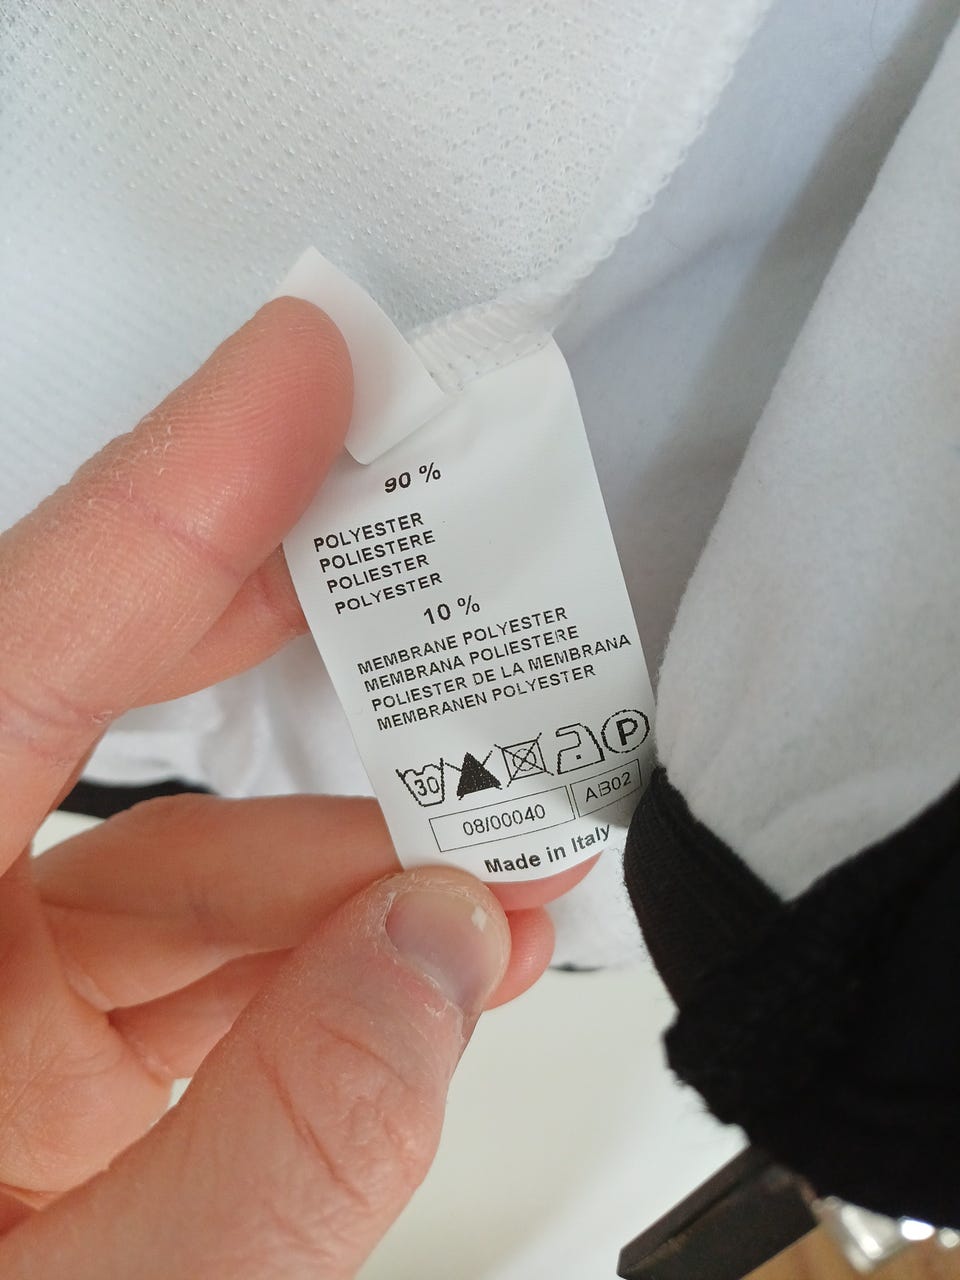 90 %
POLYESTER
POLIESTERE
POLIESTER
POLYESTER
10 %
MEMBRANE POLYESTER
MEMBRANA POLIESTERE
POLIESTER DE LA MEMBRANA
MEMBRANEN POLYESTER
30 P
08/00040 AB02
Made in Italy